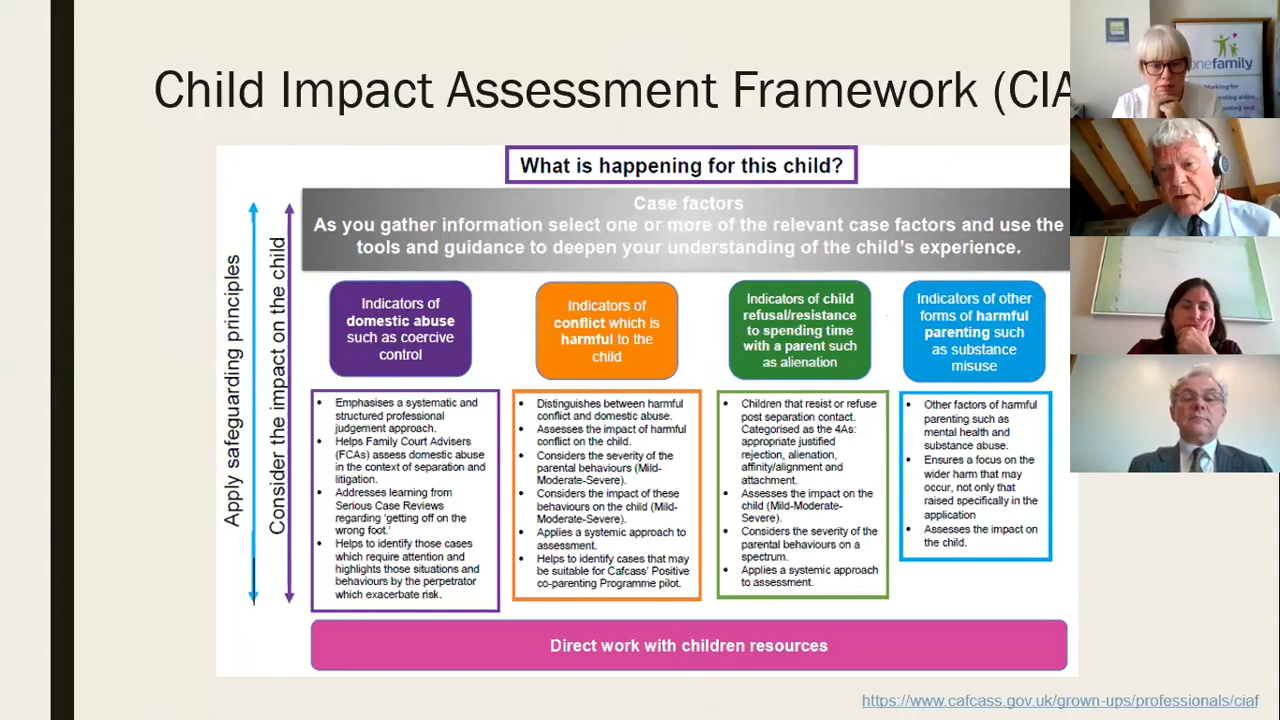 Child Impact Assessment Framework (CIA
What is happening for this child?
Case factors
As you gather information select one or more of the relevant case factors and use the
tools and guidance to deepen your understanding of the child's experience.
Apply safeguarding principles
Consider the impact on the child
Indicators of
domestic abuse
such as coercive
control
Emphasises a systematic and
structured professional
judgement approach.
Helps Family Court Advisers
(FCAs) assess domestic abuse
in the context of separation and
litigation.
Addresses learning from
Serious Case Reviews
regarding 'getting off on the
wrong foot.'
Helps to identify those cases
which require attention and
highlights those situations and
behaviours by the perpetrator
which exacerbate risk.
Indicators of
conflict which is
harmful to the
child
Distinguishes between harmful
conflict and domestic abuse.
Assesses the impact of harmful
conflict on the child.
Considers the severity of the
parental behaviours (Mild-
Moderate-Severe).
Considers the impact of these
behaviours on the child (Mild-
Moderate-Severe).
Applies a systemic approach to
assessment.
Helps to identify cases that may
be suitable for Cafcass' Positive
co-parenting Programme pilot.
Indicators of child
refusal/resistance
to spending time
with a parent such
as alienation
Children that resist or refuse
post separation contact.
Categorised as the 4As:
appropriate justified
rejection, alienation,
affinity/alignment and
attachment.
Assesses the impact on the
child (Mild-Moderate-
Severe).
Considers the severity of the
parental behaviours on a
spectrum.
Applies a systemic approach
to assessment.
Indicators of other
forms of harmful
parenting such
as substance
misuse
Other factors of harmful
parenting such as
mental health and
substance abuse.
Ensures a focus on the
wider harm that may
occur, not only that
raised specifically in the
application
Assesses the impact on
the child.
Direct work with children resources
https://www.cafcass.gov.uk/grown-ups/professionals/ciaf
onefamily